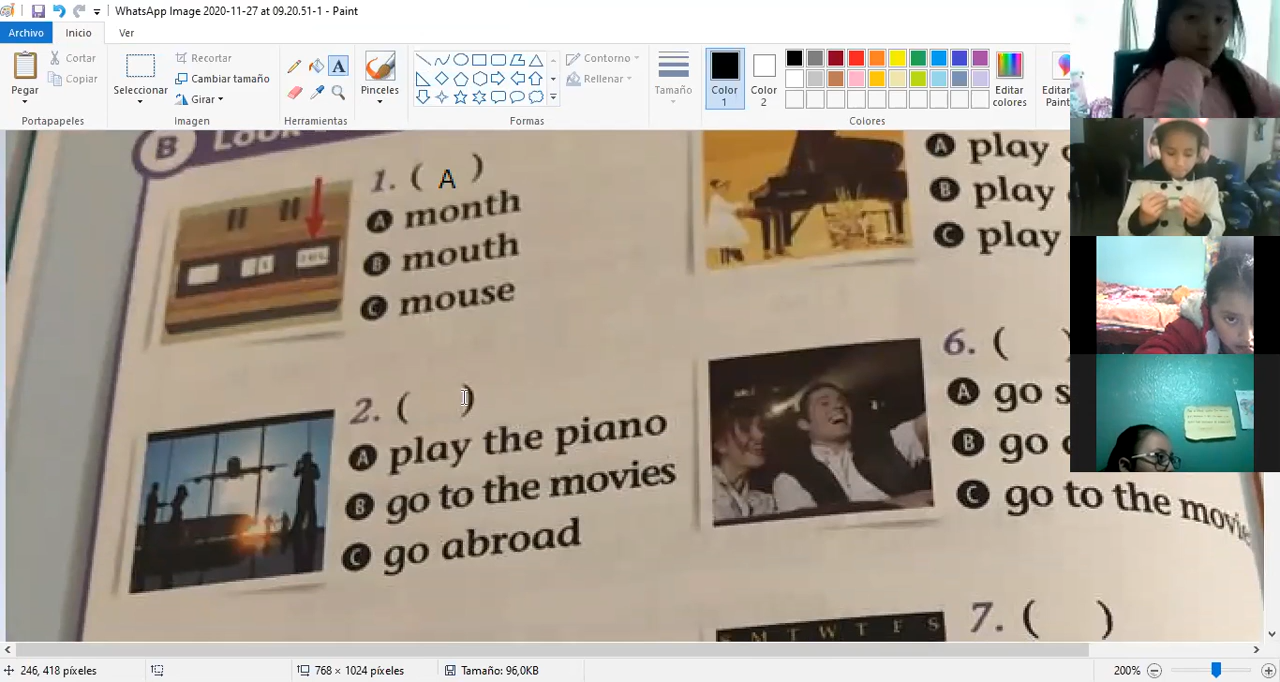 WhatsApp Image 2020-11-27 at 09.20.51-1 - Paint
Archivo Inicio Ver
Pegar
Cortar
Copiar
Portapapeles
Seleccionar
Recortar
Cambiar tamaño
Girar
Imagen
A
Herramientas
Pinceles
Contorno
Rellenar
Formas
Tamaño
Color 1
Color 2
Editar colores
Colores
Editar Paint
B
1. ( A )
A month
B mouth
C mouse
2. ( )
A play the piano
B go to the movies
C go abroad
A play
B play
C play
6. (
A go
B go
C go to the
7. ( )
S M T W T F S
246, 418 píxeles
768 × 1024 píxeles
Tamaño: 96,0KB
200%